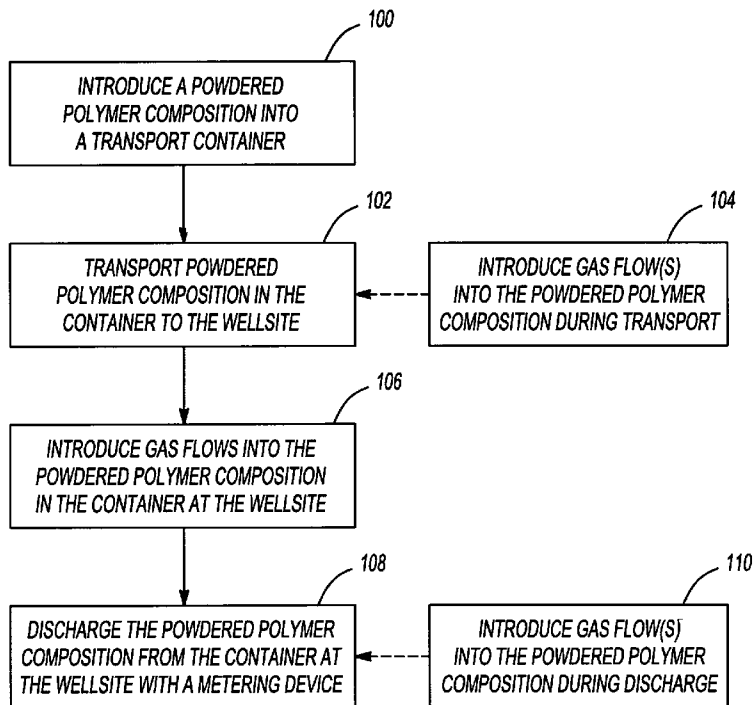 100
INTRODUCE A POWDERED
POLYMER COMPOSITION INTO
A TRANSPORT CONTAINER
102
TRANSPORT POWDERED
POLYMER COMPOSITION IN THE
CONTAINER TO THE WELLSITE
104
INTRODUCE GAS FLOW(S)
INTO THE POWDERED POLYMER
COMPOSITION DURING TRANSPORT
106
INTRODUCE GAS FLOWS INTO THE
POWDERED POLYMER COMPOSITION
IN THE CONTAINER AT THE WELLSITE
108
DISCHARGE THE POWDERED POLYMER
COMPOSITION FROM THE CONTAINER AT
THE WELLSITE WITH A METERING DEVICE
110
INTRODUCE GAS FLOW(S)
INTO THE POWDERED POLYMER
COMPOSITION DURING DISCHARGE